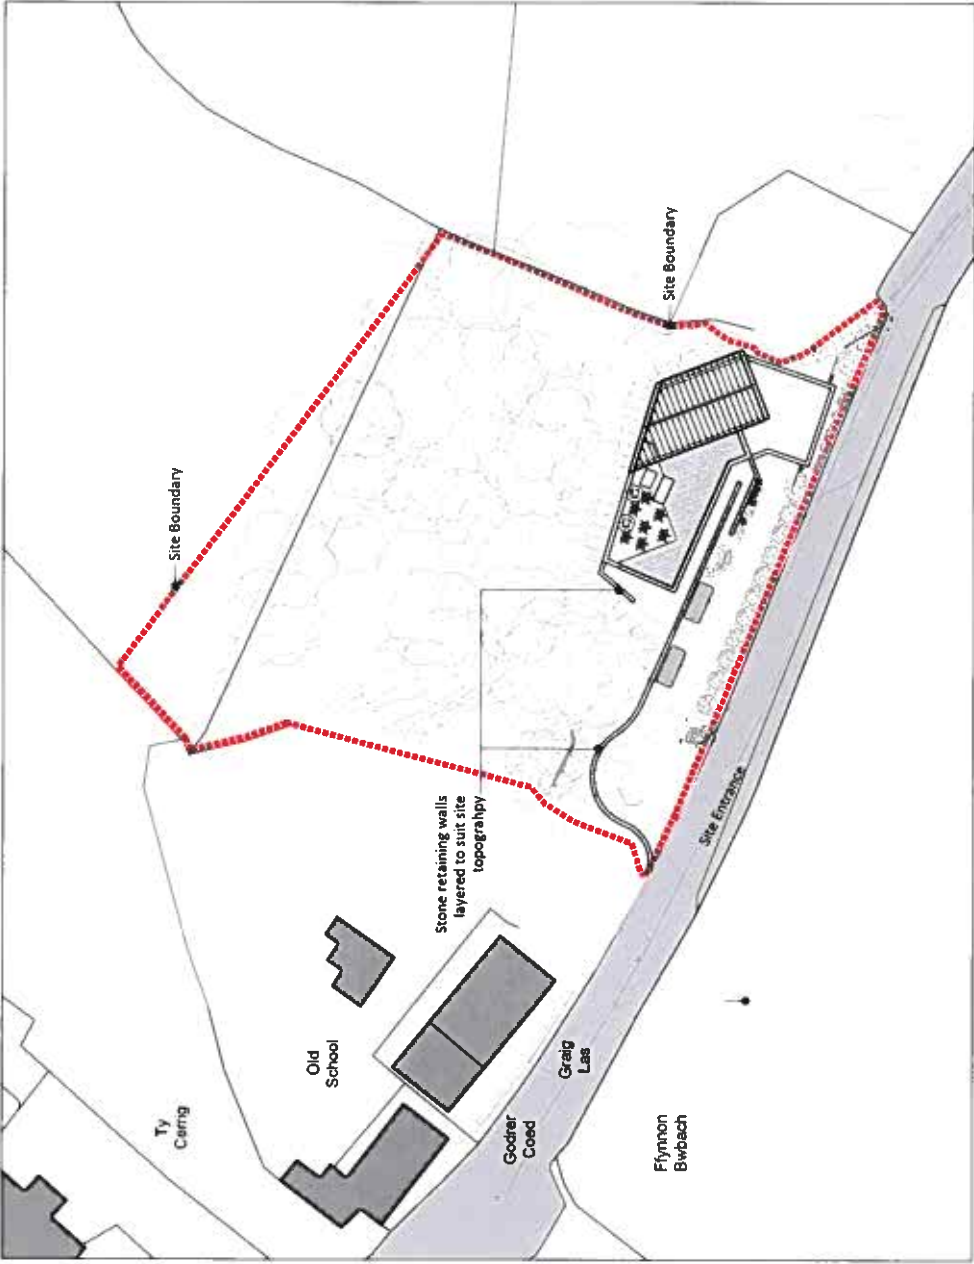 Site Boundary
Site Boundary
Stone retaining walls
layered to suit site
topograhpy
Site Entrance
Old
School
Ty
Cerrig
Graig
Las
Godrer
Coed
Ffynnon
Bwbach